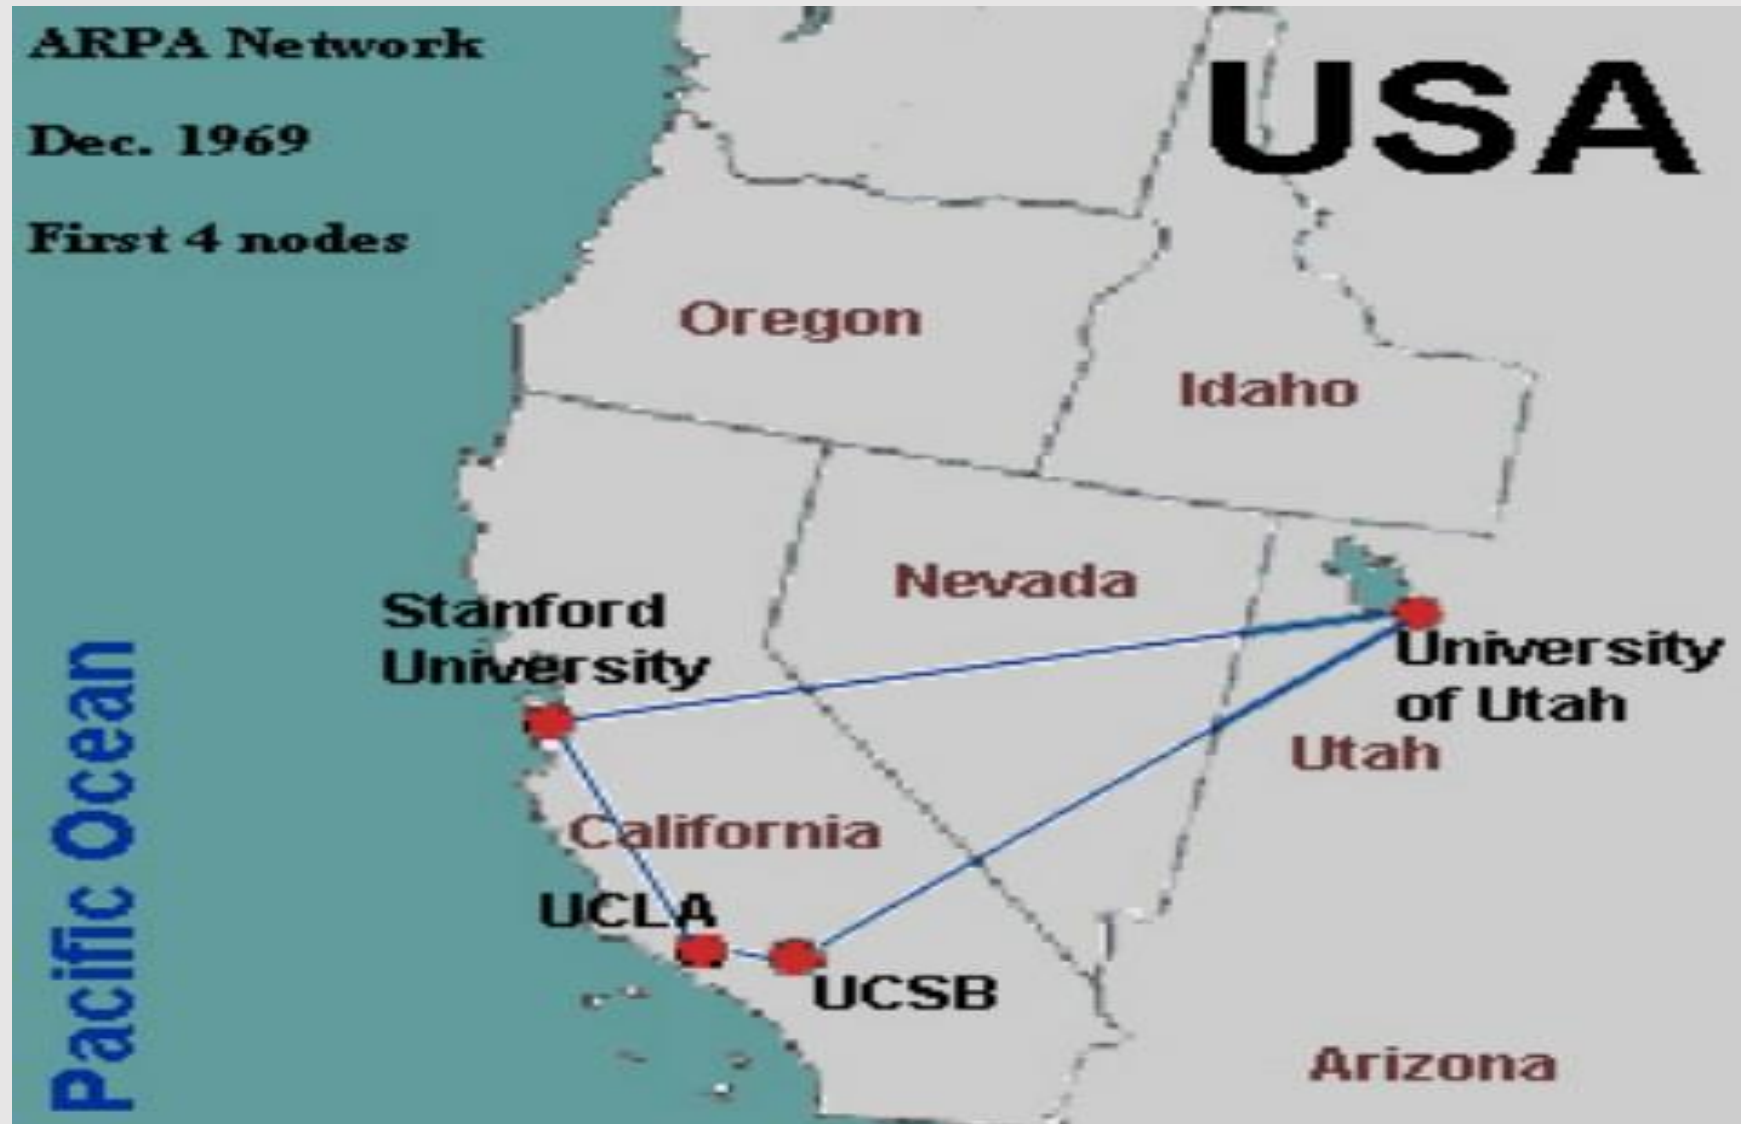 ARPA Network
Dec. 1969
First 4 nodes
USA
Oregon
Idaho
Nevada
Stanford
University
University
of Utah
Utah
California
UCLA
UCSB
Arizona
Pacific Ocean